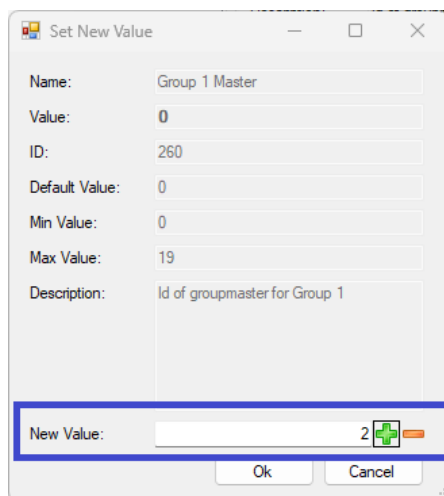 Set New Value
Name: Group 1 Master
Value: 0
ID: 260
Default Value: 0
Min Value: 0
Max Value: 19
Description: Id of groupmaster for Group 1
New Value: 2
Ok Cancel